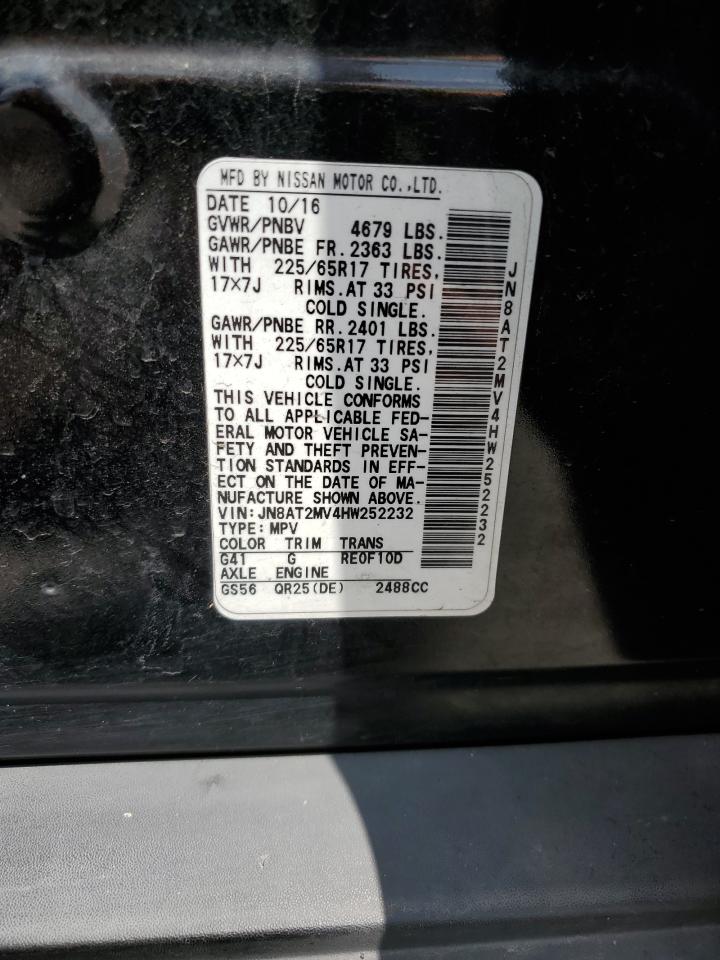 MFD BY NISSAN MOTOR CO.,LTD.
DATE 10/16
GVWR/PNBV 4679 LBS.
GAWR/PNBE FR. 2363 LBS.
WITH 225/65R17 TIRES,
17×7J RIMS.AT 33 PSI
COLD SINGLE.
GAWR/PNBE RR. 2401 LBS.
WITH 225/65R17 TIRES,
17×7J RIMS.AT 33 PSI
COLD SINGLE.
THIS VEHICLE CONFORMS
TO ALL APPLICABLE FED-
ERAL MOTOR VEHICLE SA-
FETY AND THEFT PREVEN-
TION STANDARDS IN EFF-
ECT ON THE DATE OF MA-
NUFACTURE SHOWN ABOVE.
VIN:JN8AT2MV4HW252232
TYPE:MPV
COLOR TRIM TRANS
G41 G RE0F10D
AXLE ENGINE
GS56 QR25(DE) 2488CC
JN8AT2MV4HW252232